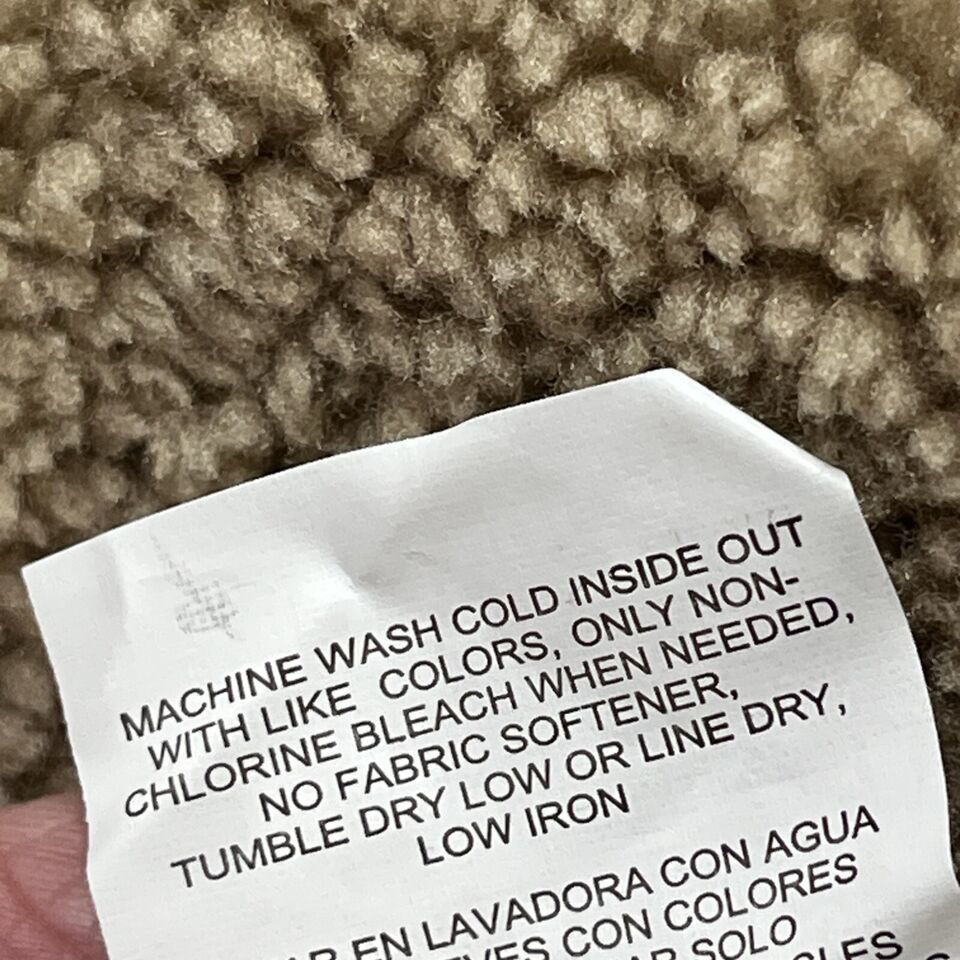 MACHINE WASH COLD INSIDE OUT
WITH LIKE COLORS, ONLY NON-
CHLORINE BLEACH WHEN NEEDED,
NO FABRIC SOFTENER,
TUMBLE DRY LOW OR LINE DRY,
LOW IRON
EN LAVADORA CON AGUA
CON COLORES
SOLO